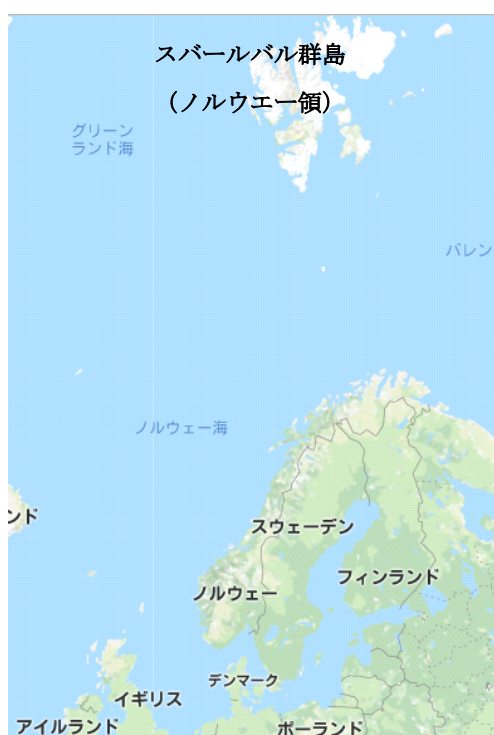 スバールバル群島
（ノルウエー領）
グリーン
ランド海
バレン
ノルウェー海
ンド
スウェーデン
フィンランド
ノルウェー
デンマーク
イギリス
アイルランド
ポーランド